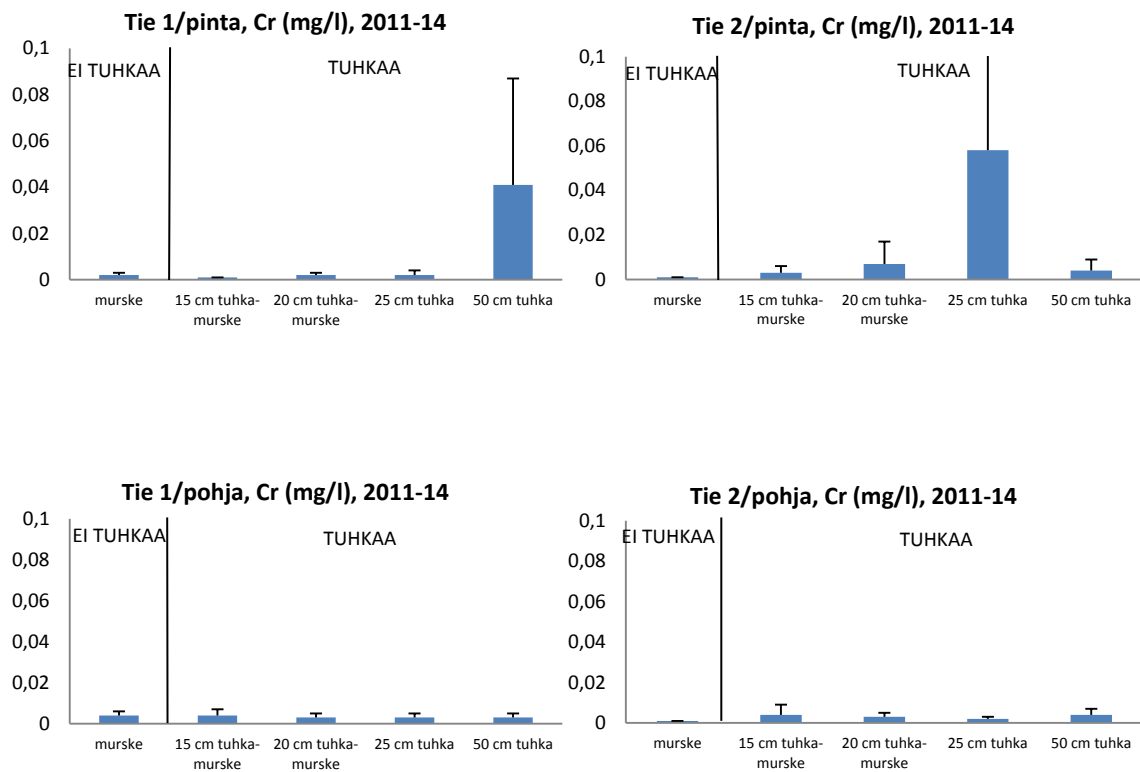 Tie 1/pinta, Cr (mg/l), 2011-14
0,1
EI TUHKAA
TUHKAA
0,08
0,06
0,04
0,02
0
murske
15 cm tuhka-
murske
20 cm tuhka-
murske
25 cm tuhka
50 cm tuhka
Tie 2/pinta, Cr (mg/l), 2011-14
0,1
EI TUHKAA
TUHKAA
0,08
0,06
0,04
0,02
0
murske
15 cm tuhka-
murske
20 cm tuhka-
murske
25 cm tuhka
50 cm tuhka
Tie 1/pohja, Cr (mg/l), 2011-14
0,1
EI TUHKAA
TUHKAA
0,08
0,06
0,04
0,02
0
murske
15 cm tuhka-
murske
20 cm tuhka-
murske
25 cm tuhka
50 cm tuhka
Tie 2/pohja, Cr (mg/l), 2011-14
0,1
EI TUHKAA
TUHKAA
0,08
0,06
0,04
0,02
0
murske
15 cm tuhka-
murske
20 cm tuhka-
murske
25 cm tuhka
50 cm tuhka